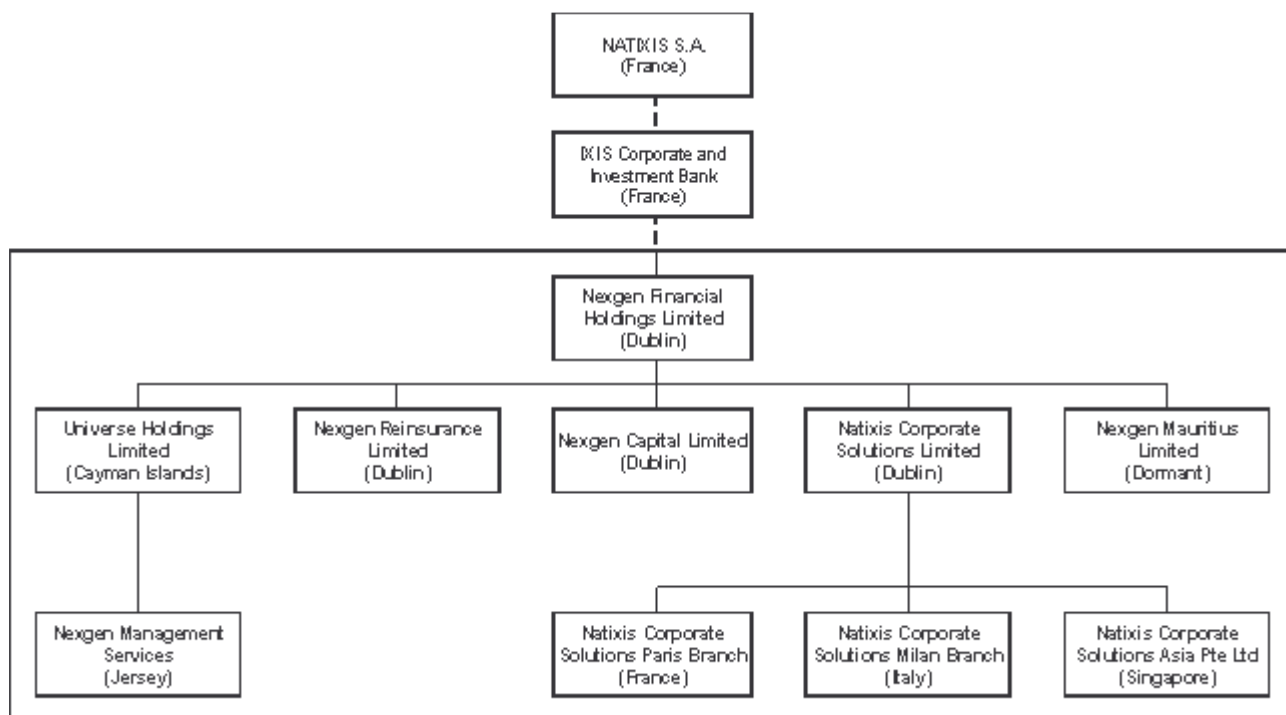 NATIXIS S.A.
(France)
IXIS Corporate and
Investment Bank
(France)
Nexgen Financial
Holdings Limited
(Dublin)
Universe Holdings
Limited
(Cayman Islands)
Nexgen Reinsurance
Limited
(Dublin)
Nexgen Capital Limited
(Dublin)
Natixis Corporate
Solutions Limited
(Dublin)
Nexgen Mauritius
Limited
(Dormant)
Nexgen Management
Services
(Jersey)
Natixis Corporate
Solutions Paris Branch
(France)
Natixis Corporate
Solutions Milan Branch
(Italy)
Natixis Corporate
Solutions Asia Pte Ltd
(Singapore)